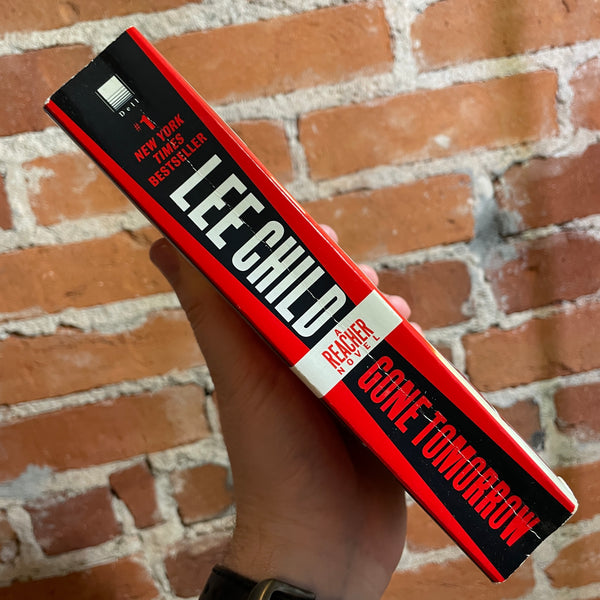 Dell
#1
NEW YORK
TIMES
BESTSELLER
LEE CHILD
A
REACHER
NOVEL
GONE TOMORROW